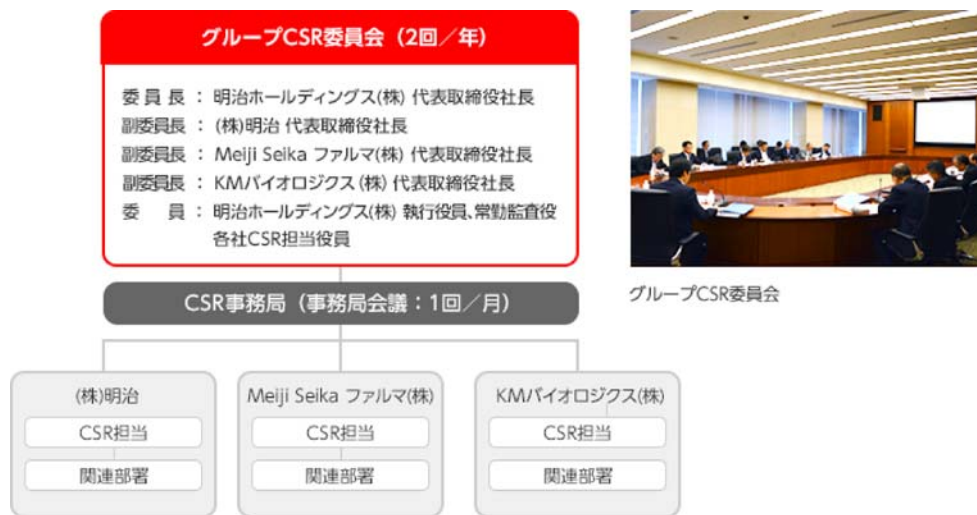 グループCSR委員会（2回／年）
委 員 長 ： 明治ホールディングス(株) 代表取締役社長
副委員長 ： (株)明治 代表取締役社長
副委員長 ： Meiji Seika ファルマ(株) 代表取締役社長
副委員長 ： KMバイオロジクス (株) 代表取締役社長
委　　員 ： 明治ホールディングス(株) 執行役員、常勤監査役
各社CSR担当役員
グループCSR委員会
CSR事務局（事務局会議：1回／月）
(株)明治
CSR担当
関連部署
Meiji Seika ファルマ(株)
CSR担当
関連部署
KMバイオロジクス(株)
CSR担当
関連部署